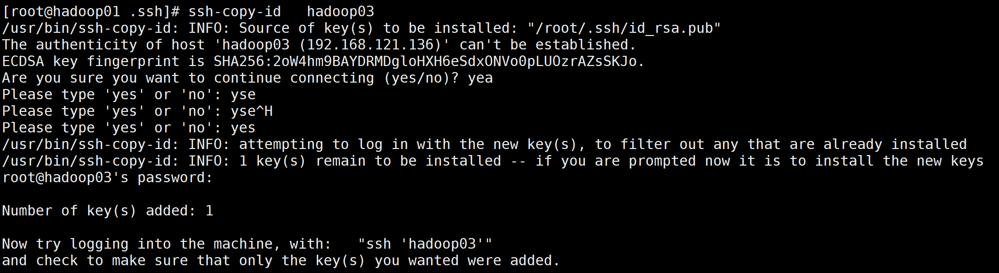 [root@hadoop01 .ssh]# ssh-copy-id   hadoop03
/usr/bin/ssh-copy-id: INFO: Source of key(s) to be installed: "/root/.ssh/id_rsa.pub"
The authenticity of host 'hadoop03 (192.168.121.136)' can't be established.
ECDSA key fingerprint is SHA256:2oW4hm9BAYDRMDgloHXH6eSdxONVo0pLUOzrAZsSKJo.
Are you sure you want to continue connecting (yes/no)? yea
Please type 'yes' or 'no': yse
Please type 'yes' or 'no': yse^H
Please type 'yes' or 'no': yes
/usr/bin/ssh-copy-id: INFO: attempting to log in with the new key(s), to filter out any that are already installed
/usr/bin/ssh-copy-id: INFO: 1 key(s) remain to be installed -- if you are prompted now it is to install the new keys
root@hadoop03's password:
Number of key(s) added: 1
Now try logging into the machine, with:   "ssh 'hadoop03'"
and check to make sure that only the key(s) you wanted were added.